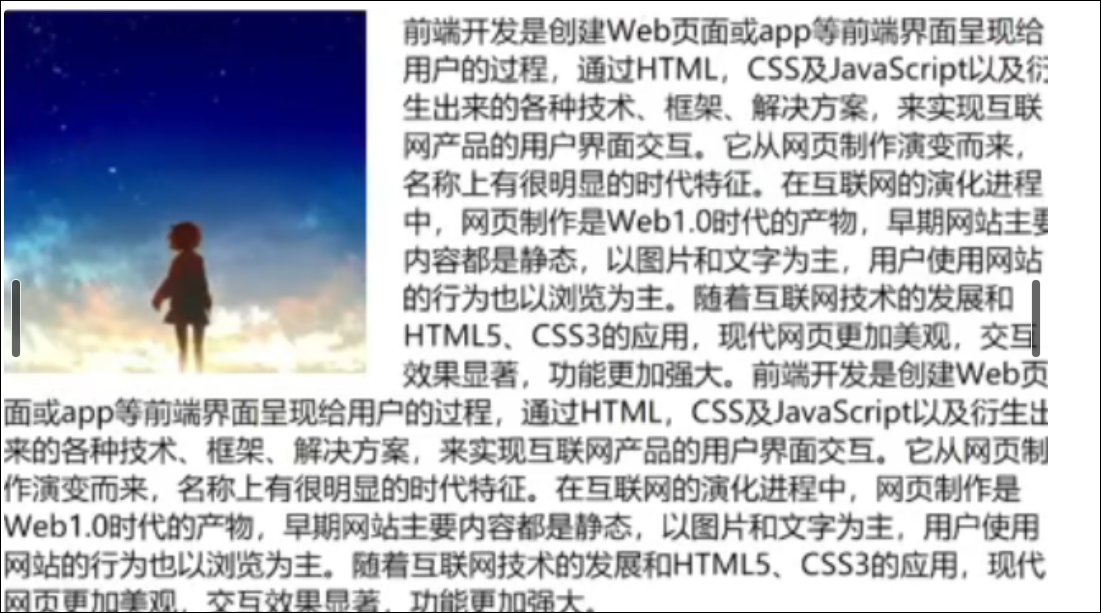 前端开发是创建Web页面或app等前端界面呈现给
用户的过程，通过HTML，CSS及JavaScript以及衍
生出来的各种技术、框架、解决方案，来实现互联
网产品的用户界面交互。它从网页制作演变而来，
名称上有很明显的时代特征。在互联网的演化进程
中，网页制作是Web1.0时代的产物，早期网站主要
内容都是静态，以图片和文字为主，用户使用网站
的行为也以浏览为主。随着互联网技术的发展和
HTML5、CSS3的应用，现代网页更加美观，交互
效果显著，功能更加强大。前端开发是创建Web页
面或app等前端界面呈现给用户的过程，通过HTML，CSS及JavaScript以及衍生出
来的各种技术、框架、解决方案，来实现互联网产品的用户界面交互。它从网页制
作演变而来，名称上有很明显的时代特征。在互联网的演化进程中，网页制作是
Web1.0时代的产物，早期网站主要内容都是静态，以图片和文字为主，用户使用
网站的行为也以浏览为主。随着互联网技术的发展和HTML5、CSS3的应用，现代
网页更加美观，交互效果显著，功能更加强大。